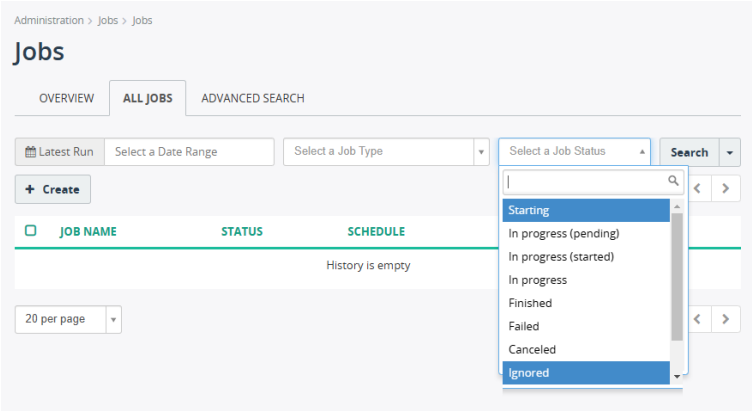 Administration > Jobs > Jobs
Jobs
OVERVIEW ALL JOBS ADVANCED SEARCH
Latest Run Select a Date Range Select a Job Type Select a Job Status Search
+ Create
JOB NAME STATUS SCHEDULE
History is empty
20 per page
Starting
In progress (pending)
In progress (started)
In progress
Finished
Failed
Canceled
Ignored